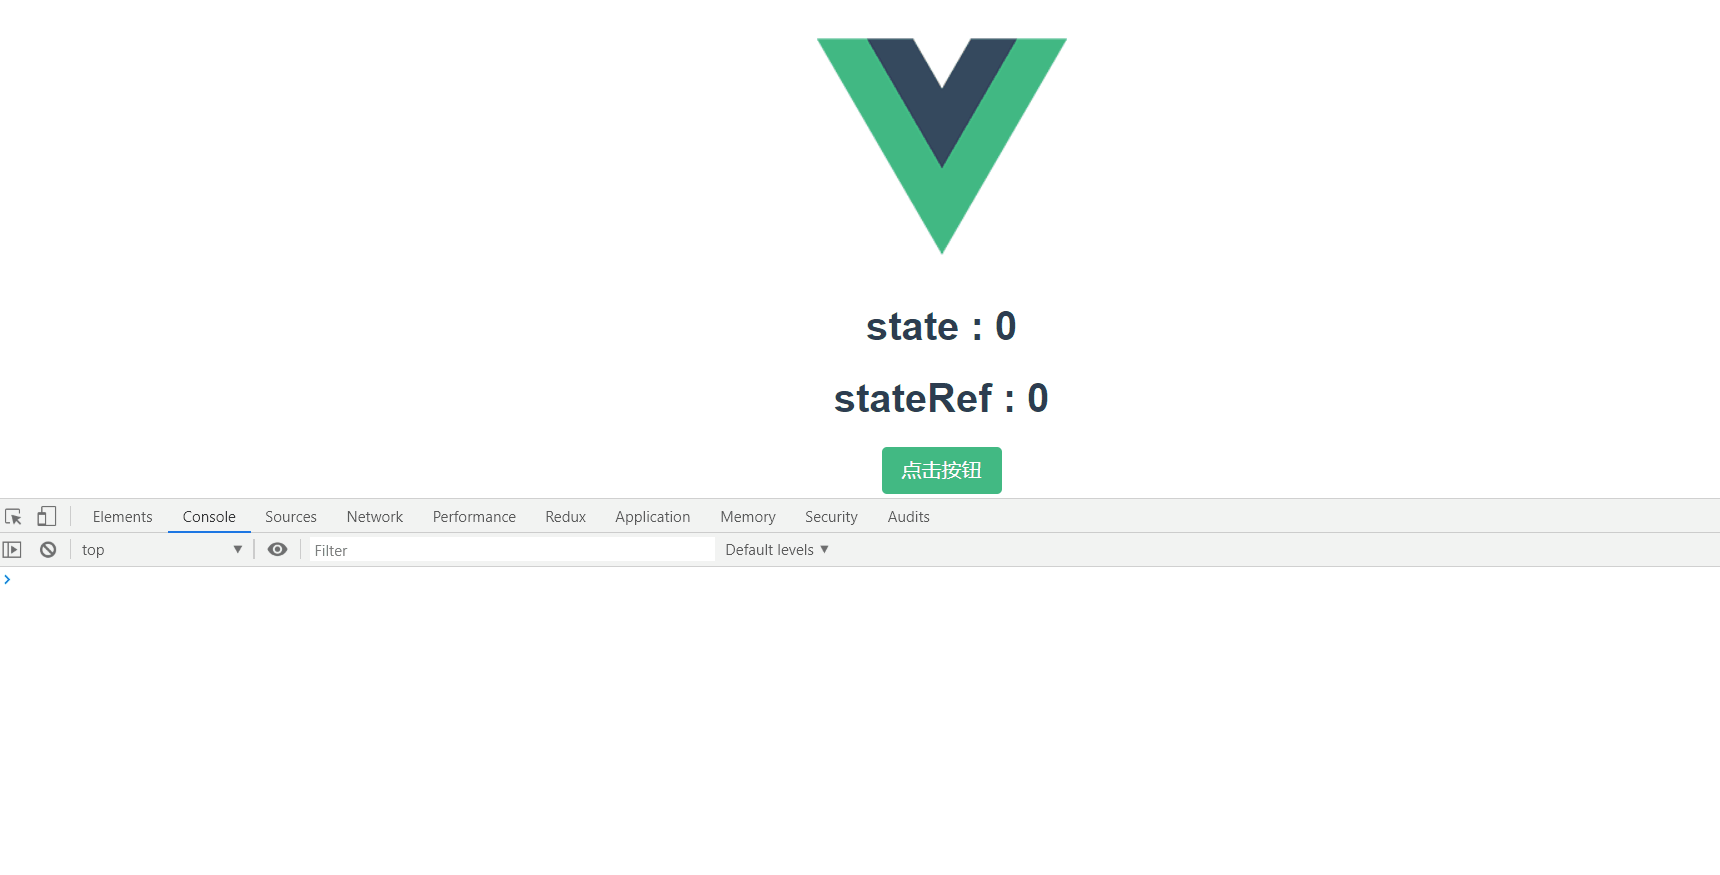 state : 0
stateRef : 0
点击按钮
Elements Console Sources Network Performance Redux Application Memory Security Audits
top ▼ Filter Default levels ▼
>